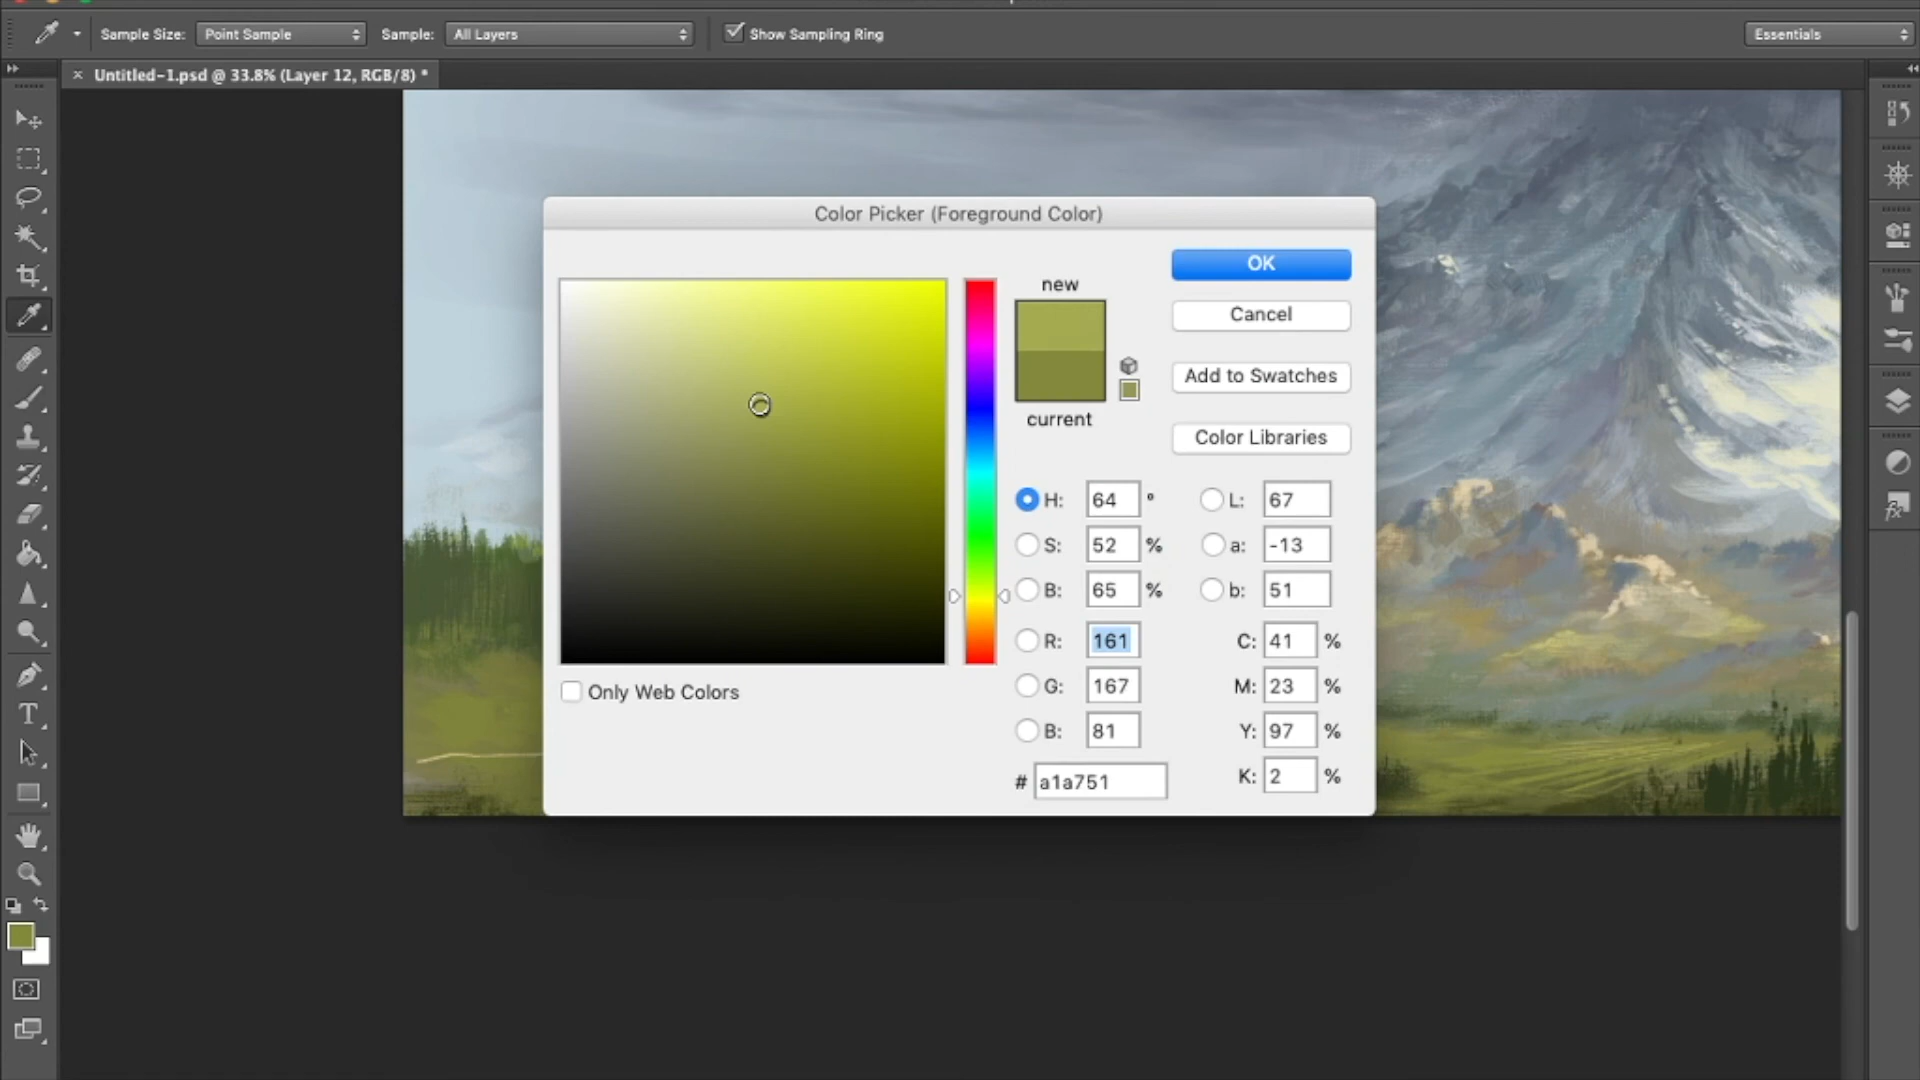 Sample Size: Point Sample Sample: All Layers Show Sampling Ring Essentials
Untitled-1.psd @ 33.8% (Layer 12, RGB/8) *
Color Picker (Foreground Color)
new
current
OK
Cancel
Add to Swatches
Color Libraries
H: 64 ° L: 67
S: 52 % a: -13
B: 65 % b: 51
R: 161 C: 41 %
G: 167 M: 23 %
B: 81 Y: 97 %
# a1a751 K: 2 %
Only Web Colors
T
fx